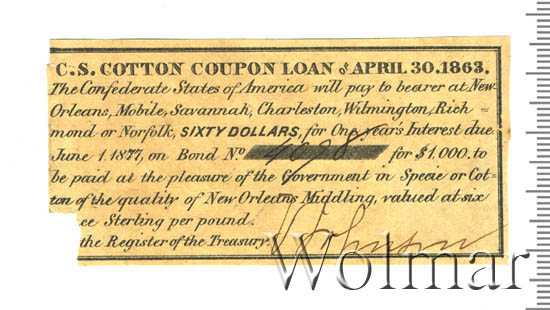 C.S. COTTON COUPON LOAN of APRIL 30.1863.
The Confederate States of America will pay to bearer at New
Orleans, Mobile, Savannah, Charleston, Wilmington, Rich=
mond or Norfolk, SIXTY DOLLARS, for One year's Interest due
June 1.1877, on Bond No. 4098 for $1.000. to
be paid at the pleasure of the Government in Specie or Cot=
ton of the quality of New Orleans Middling, valued at six
ce Sterling per pound.
the Register of the Treasury.
Wolmar